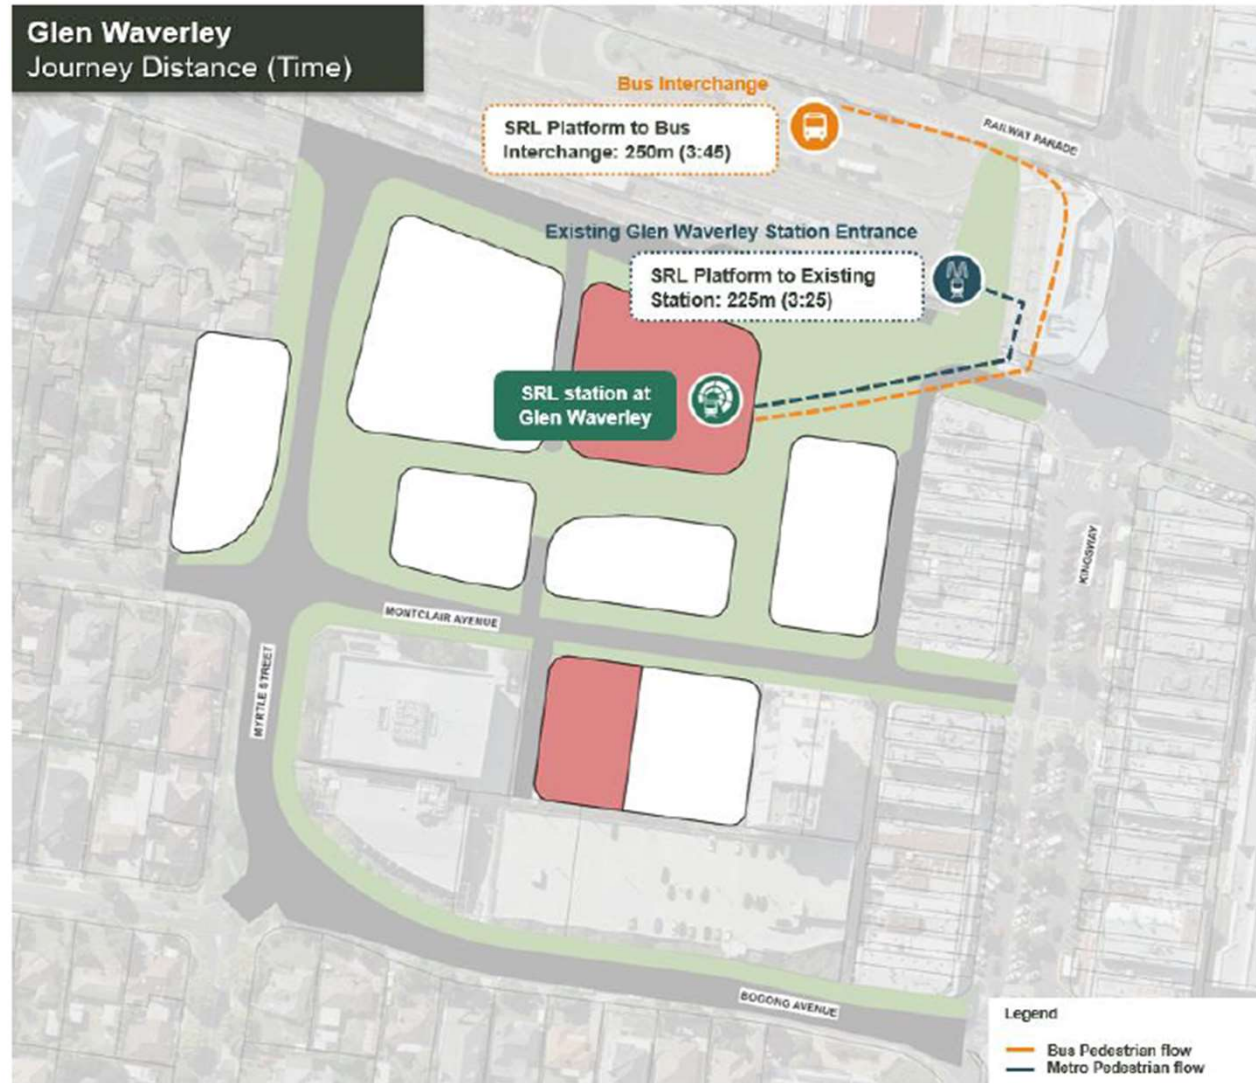 Glen Waverley
Journey Distance (Time)
Bus Interchange
SRL Platform to Bus
Interchange: 250m (3:45)
RAILWAY PARADE
Existing Glen Waverley Station Entrance
SRL Platform to Existing
Station: 225m (3:25)
SRL station at
Glen Waverley
KINGSWAY
MONTCLAIR AVENUE
MYRTLE STREET
BOGONG AVENUE
Legend
Bus Pedestrian flow
Metro Pedestrian flow